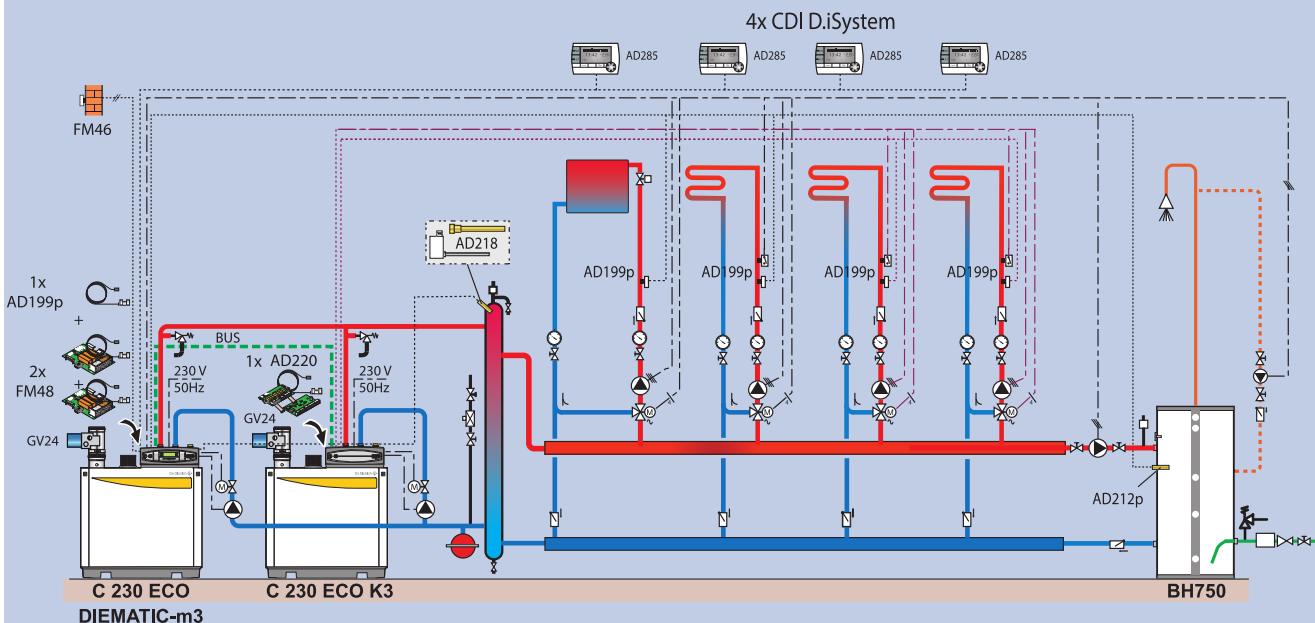 4x CDI D.iSystem
AD285
AD285
AD285
AD285
FM46
AD218
AD199p
AD199p
AD199p
AD199p
1x
AD199p
+
2x
FM48
+
BUS
230 V
50Hz
1x AD220
230 V
50Hz
GV24
GV24
M
M
M
M
M
M
AD212p
C 230 ECO
C 230 ECO K3
BH750
DIEMATIC-m3